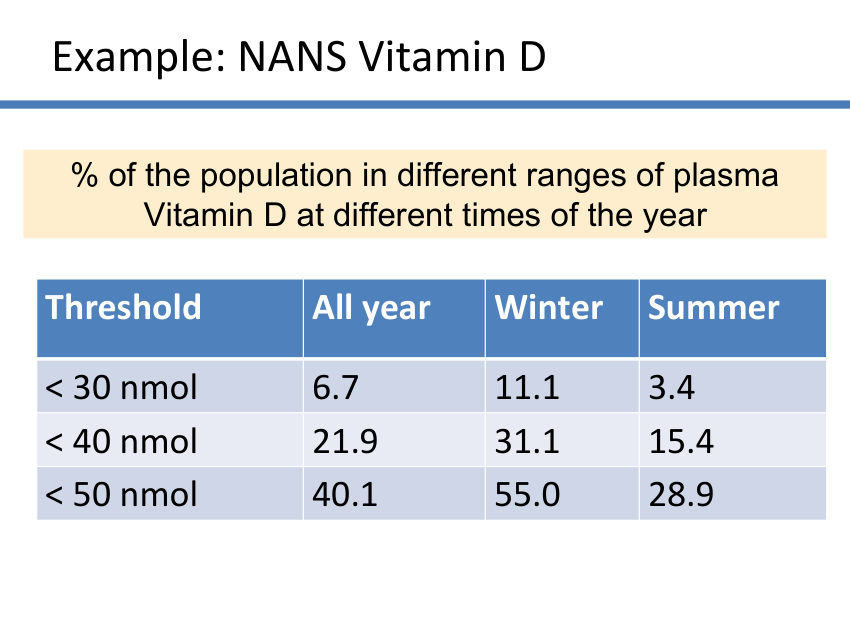 Example: NANS Vitamin D
% of the population in different ranges of plasma
Vitamin D at different times of the year
Threshold All year Winter Summer
< 30 nmol 6.7 11.1 3.4
< 40 nmol 21.9 31.1 15.4
< 50 nmol 40.1 55.0 28.9